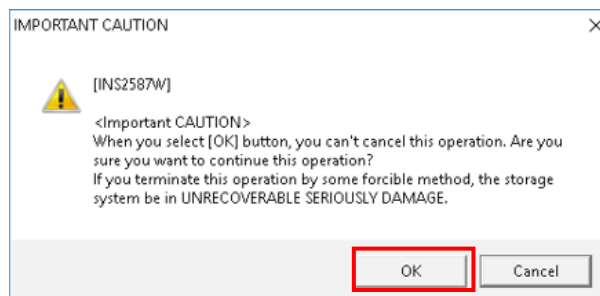 IMPORTANT CAUTION
[INS2587W]
<Important CAUTION>
When you select [OK] button, you can't cancel this operation. Are you
sure you want to continue this operation?
If you terminate this operation by some forcible method, the storage
system be in UNRECOVERABLE SERIOUSLY DAMAGE.
OK
Cancel